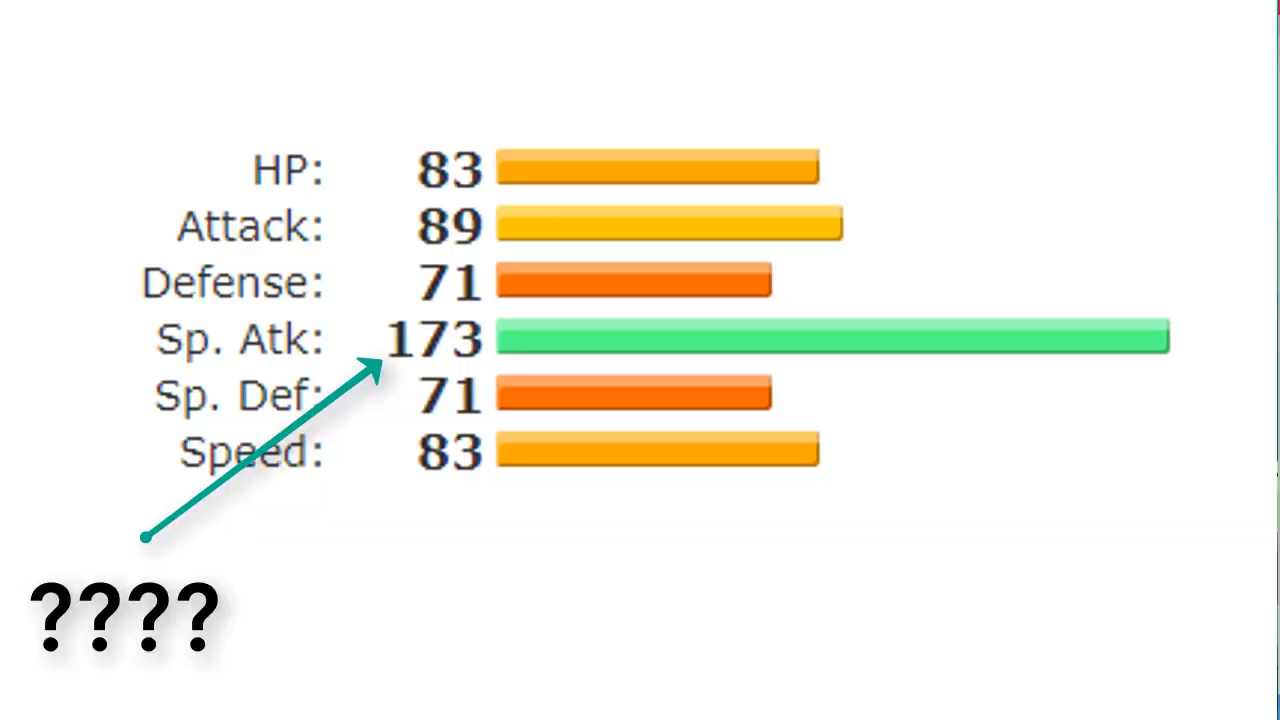 HP: 83
Attack: 89
Defense: 71
Sp. Atk: 173
Sp. Def: 71
Speed: 83
????